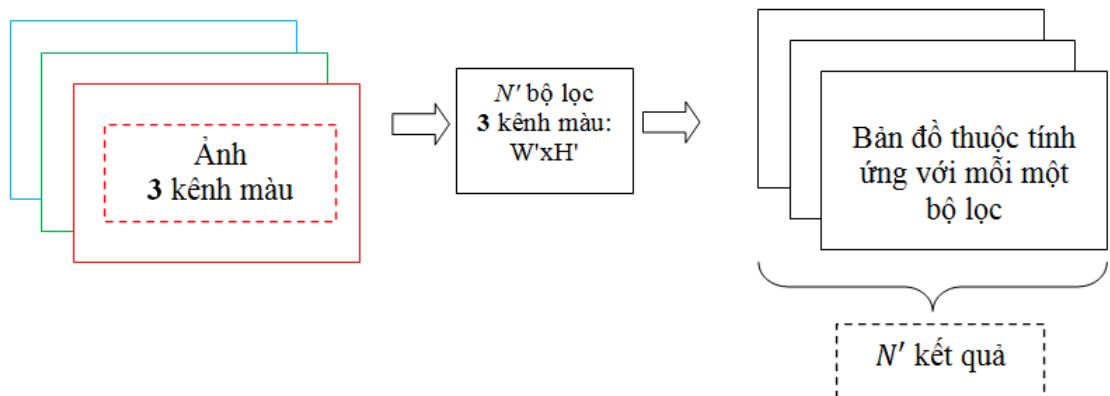 Ảnh
3 kênh màu
N' bộ lọc
3 kênh màu:
W'xH'
Bản đồ thuộc tính
ứng với mỗi một
bộ lọc
N' kết quả